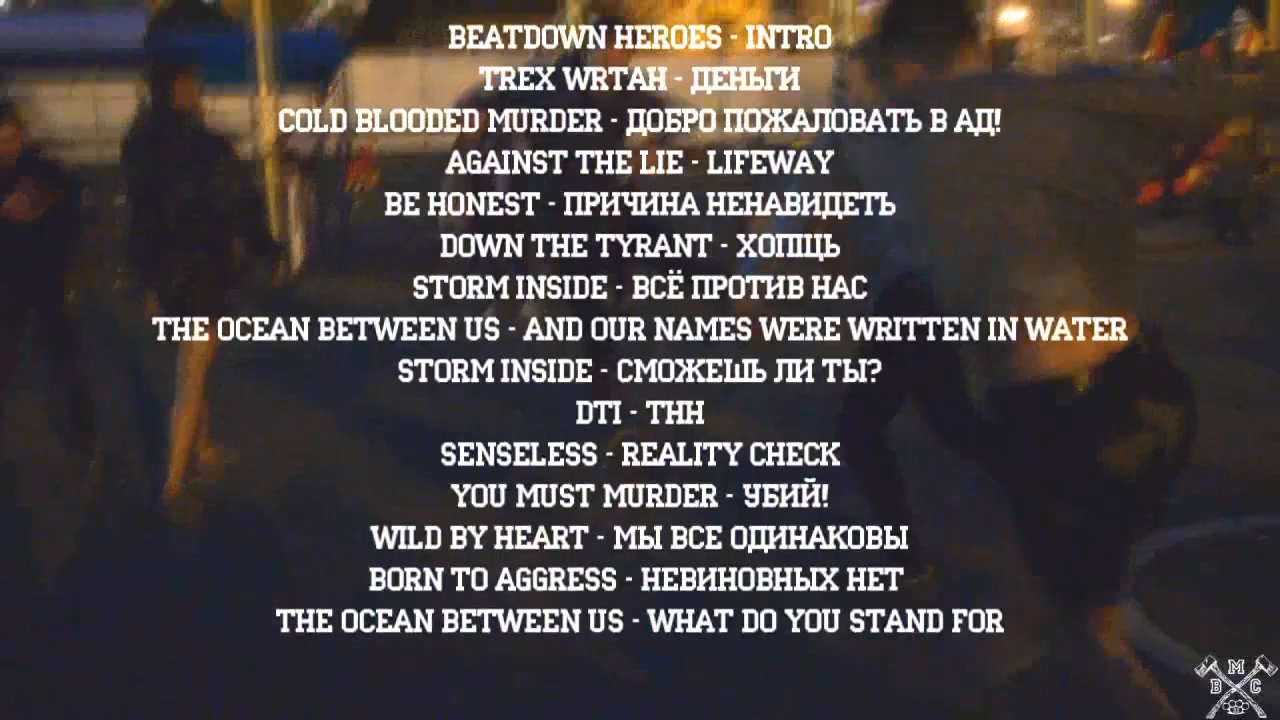 BEATDOWN HEROES - INTRO
TREX WRTAH - ДЕНЬГИ
COLD BLOODED MURDER - ДОБРО ПОЖАЛОВАТЬ В АД!
AGAINST THE LIE - LIFEWAY
BE HONEST - ПРИЧИНА НЕНАВИДЕТЬ
DOWN THE TYRANT - ХОПІЦЬ
STORM INSIDE - ВСЁ ПРОТИВ НАС
THE OCEAN BETWEEN US - AND OUR NAMES WERE WRITTEN IN WATER
STORM INSIDE - СМОЖЕШЬ ЛИ ТЫ?
DTI - ТНН
SENSELESS - REALITY CHECK
YOU MUST MURDER - УБИЙ!
WILD BY HEART - МЫ ВСЕ ОДИНАКОВЫ
BORN TO AGGRESS - НЕВИНОВНЫХ НЕТ
THE OCEAN BETWEEN US - WHAT DO YOU STAND FOR
M
B C